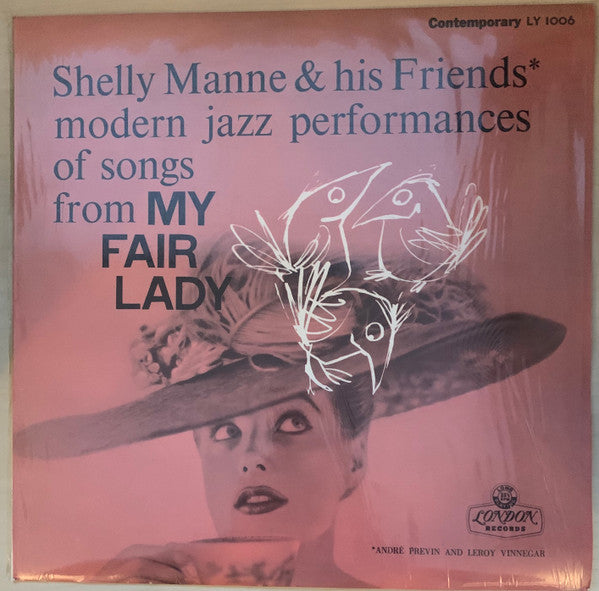 Contemporary LY 1006
Shelly Manne & his Friends*
modern jazz performances
of songs
from MY
FAIR
LADY
LONDON
RECORDS
*ANDRÉ PREVIN AND LEROY VINNEGAR